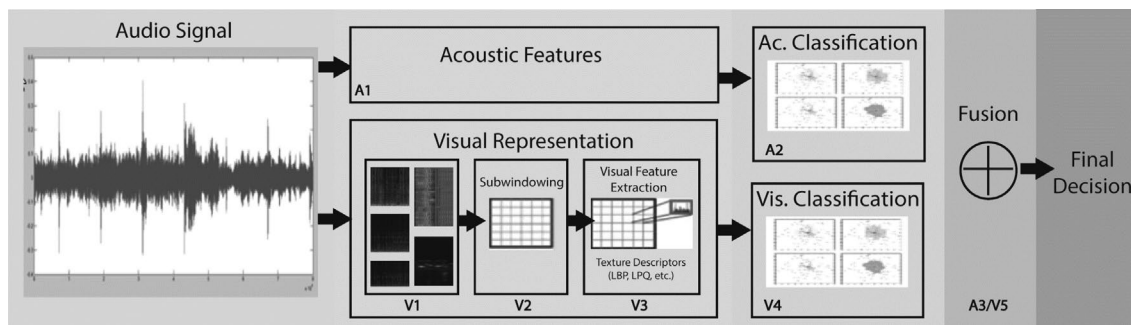 Audio Signal
Acoustic Features
A1
Ac. Classification
A2
Visual Representation
V1
Subwindowing
V2
Visual Feature
Extraction
Texture Descriptors
(LBP, LPQ, etc.)
V3
Vis. Classification
V4
Fusion
A3/V5
Final
Decision